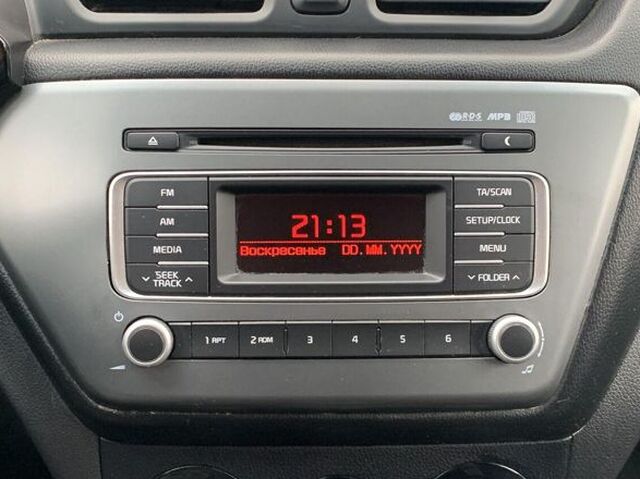 RDS MP3
FM
TA/SCAN
21:13
AM
SETUP/CLOCK
MEDIA
Воскресенье DD.MM.YYYY
MENU
SEEK
TRACK
FOLDER
1 RPT 2 RDM 3 4 5 6